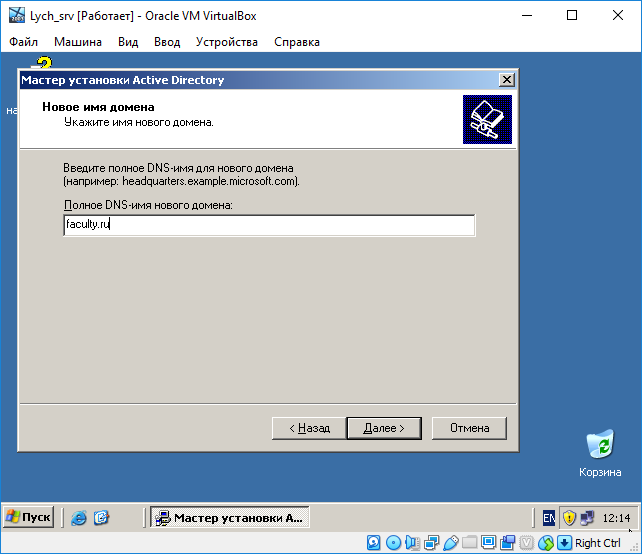 Lych_srv [Работает] - Oracle VM VirtualBox
Файл Машина Вид Ввод Устройства Справка
на
Мастер установки Active Directory
Новое имя домена
Укажите имя нового домена.
Введите полное DNS-имя для нового домена
(например: headquarters.example.microsoft.com).
Полное DNS-имя нового домена:
faculty.ru
< Назад Далее > Отмена
Корзина
Пуск Мастер установки A... EN 12:14
Right Ctrl